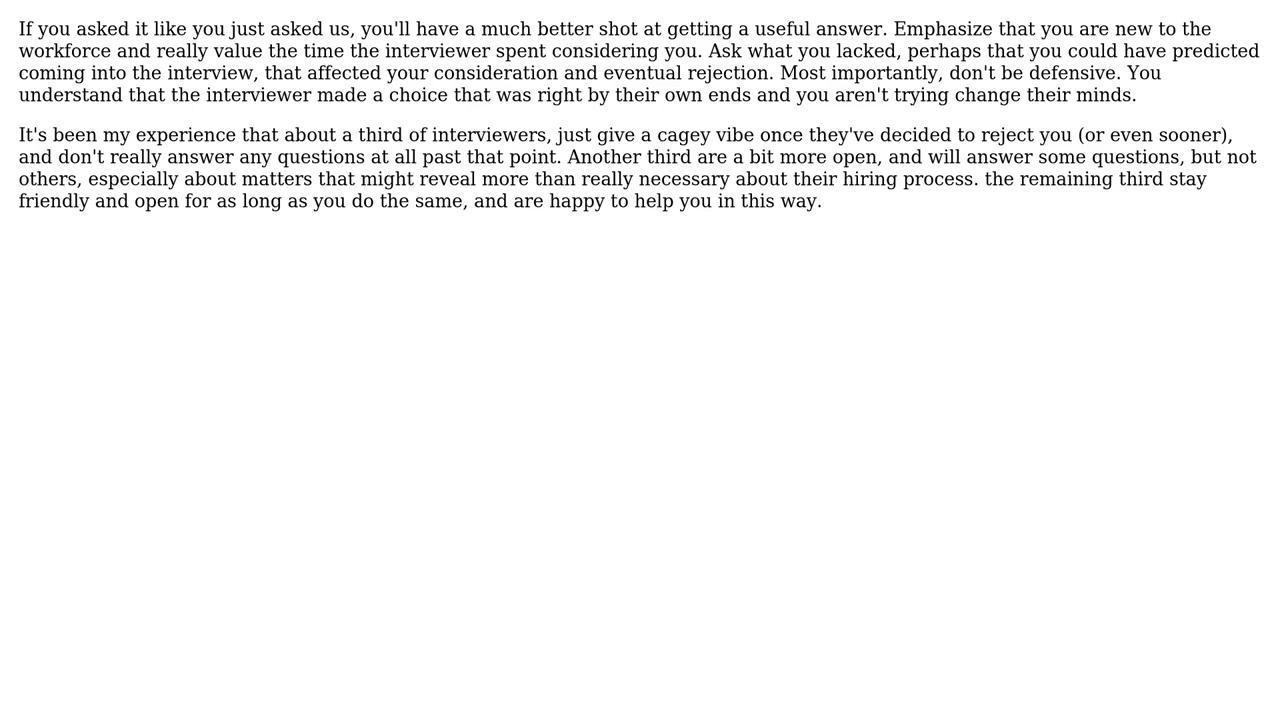 If you asked it like you just asked us, you'll have a much better shot at getting a useful answer. Emphasize that you are new to the
workforce and really value the time the interviewer spent considering you. Ask what you lacked, perhaps that you could have predicted
coming into the interview, that affected your consideration and eventual rejection. Most importantly, don't be defensive. You
understand that the interviewer made a choice that was right by their own ends and you aren't trying change their minds.
It's been my experience that about a third of interviewers, just give a cagey vibe once they've decided to reject you (or even sooner),
and don't really answer any questions at all past that point. Another third are a bit more open, and will answer some questions, but not
others, especially about matters that might reveal more than really necessary about their hiring process. the remaining third stay
friendly and open for as long as you do the same, and are happy to help you in this way.